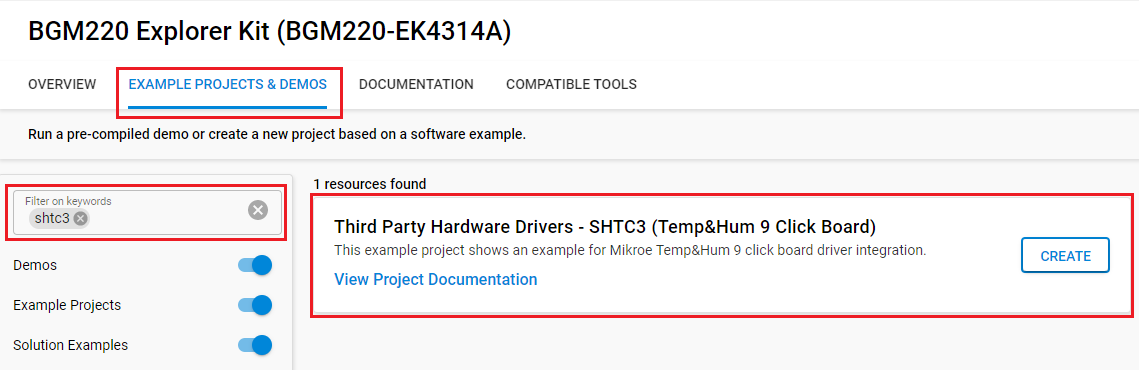 BGM220 Explorer Kit (BGM220-EK4314A)
OVERVIEW EXAMPLE PROJECTS & DEMOS DOCUMENTATION COMPATIBLE TOOLS
Run a pre-compiled demo or create a new project based on a software example.
Filter on keywords
shtc3
Demos
Example Projects
Solution Examples
1 resources found
Third Party Hardware Drivers - SHTC3 (Temp&Hum 9 Click Board)
This example project shows an example for Mikroe Temp&Hum 9 click board driver integration.
View Project Documentation
CREATE